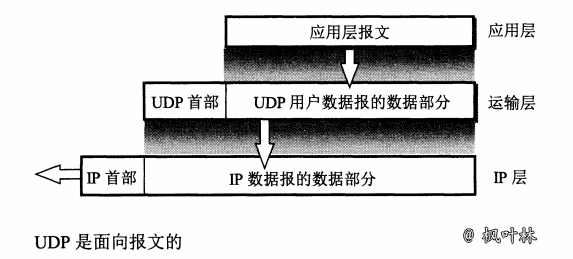 应用层报文 应用层
UDP 首部 UDP 用户数据报的数据部分 运输层
IP 首部 IP 数据报的数据部分 IP 层
UDP 是面向报文的 @ 枫叶林